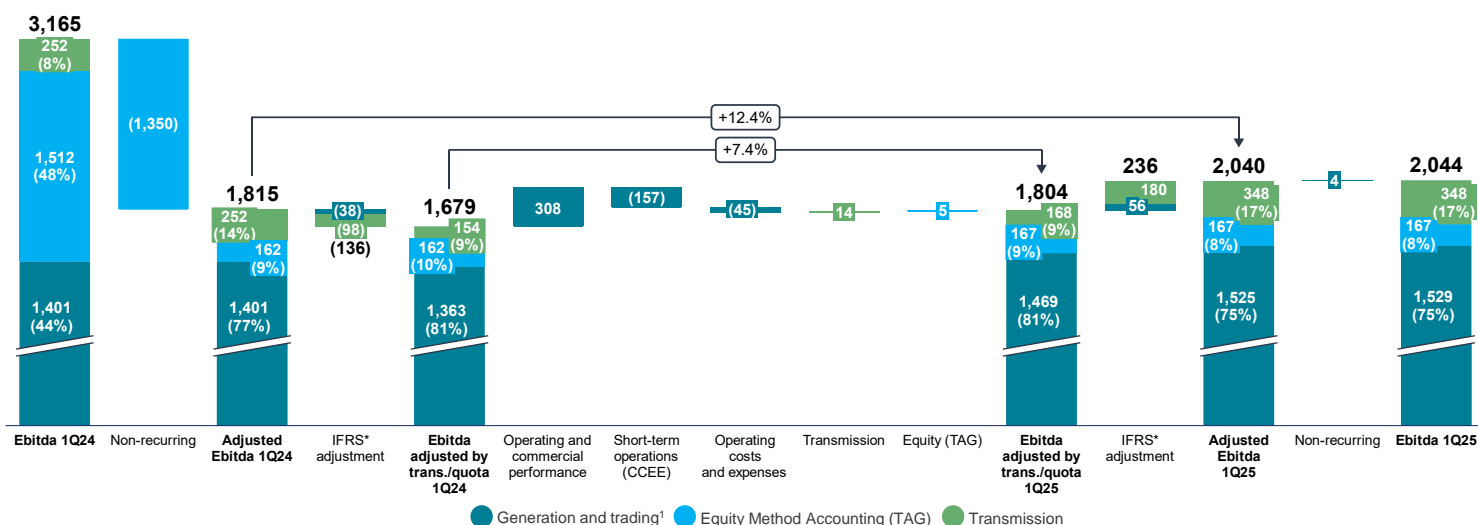 3,165
252
(8%)
1,512
(48%)
1,401
(44%)
(1,350)
1,815
252
(14%)
162
(9%)
1,401
(77%)
(38)
(98)
(136)
1,679
154
(9%)
162
(10%)
1,363
(81%)
308
(157)
(45)
14
5
+12.4%
+7.4%
1,804
168
(9%)
167
(9%)
1,469
(81%)
236
180
56
2,040
348
(17%)
167
(8%)
1,525
(75%)
4
2,044
348
(17%)
167
(8%)
1,529
(75%)
Ebitda 1Q24
Non-recurring
Adjusted
Ebitda 1Q24
IFRS*
adjustment
Ebitda
adjusted by
trans./quota
1Q24
Operating and
commercial
performance
Short-term
operations
(CCEE)
Operating
costs
and expenses
Transmission
Equity (TAG)
Ebitda
adjusted by
trans./quota
1Q25
IFRS*
adjustment
Adjusted
Ebitda
1Q25
Non-recurring
Ebitda 1Q25
Generation and trading¹
Equity Method Accounting (TAG)
Transmission